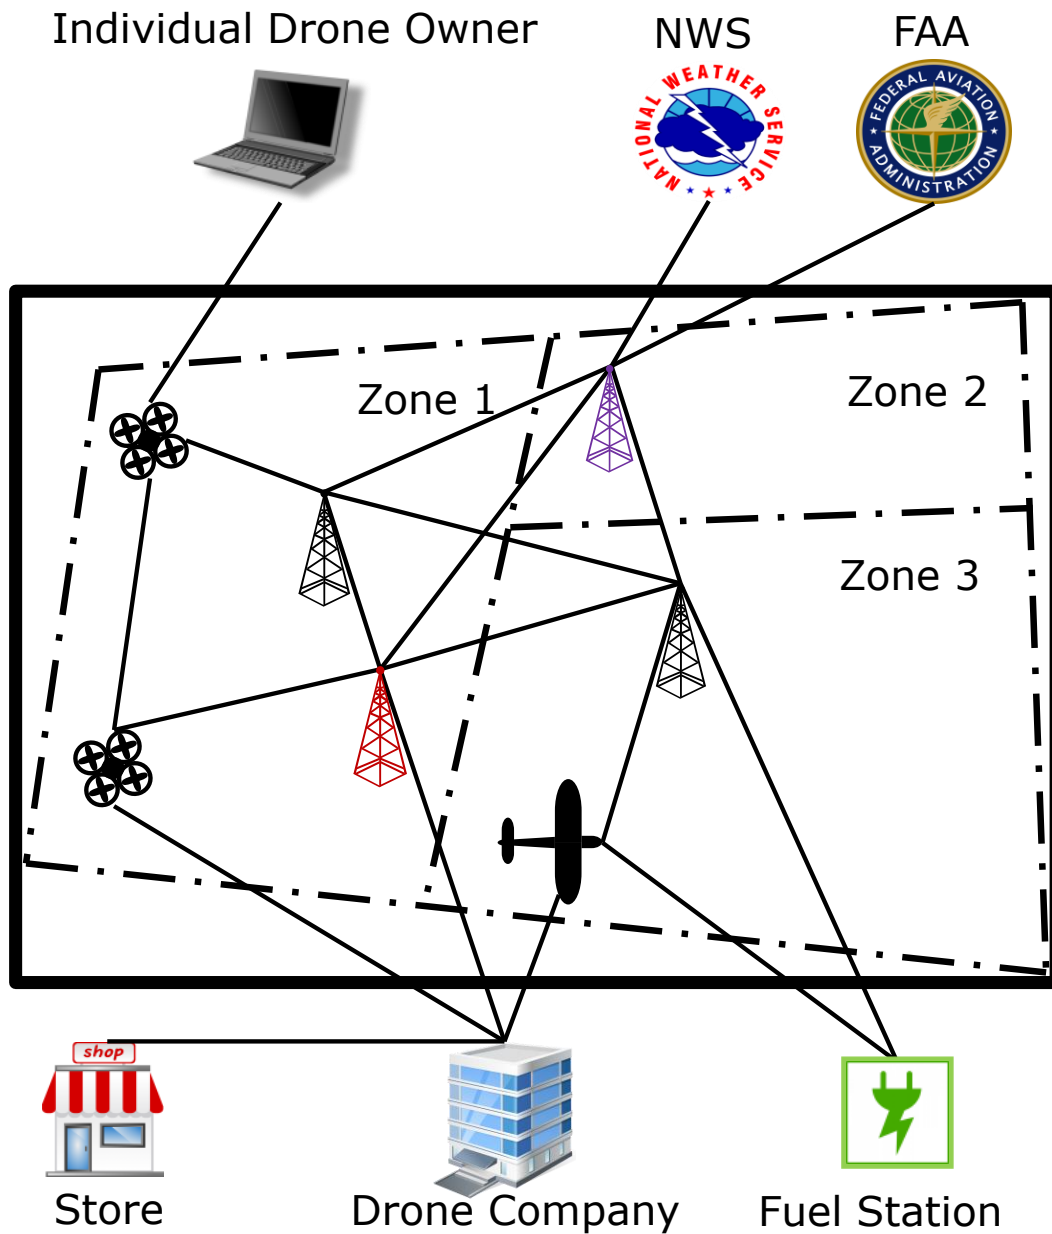 Individual Drone Owner
NWS
FAA
NATIONAL WEATHER SERVICE
FEDERAL AVIATION
ADMINISTRATION
Zone 1
Zone 2
Zone 3
shop
Store
Drone Company
Fuel Station